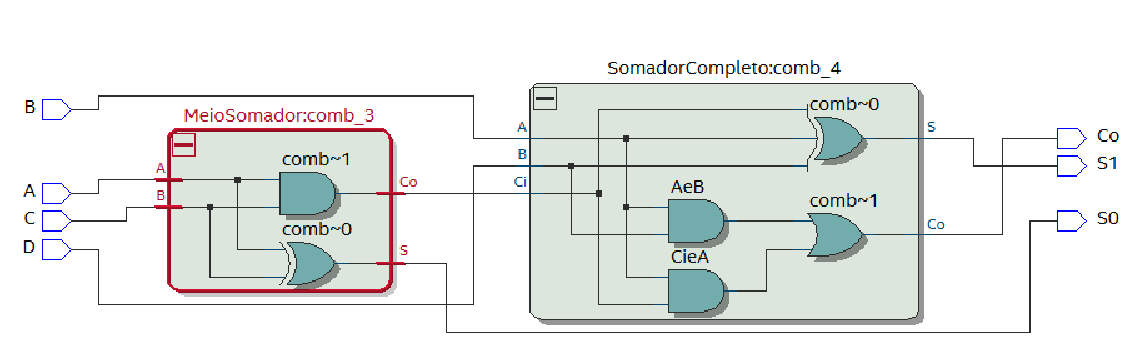 SomadorCompleto:comb_4
B
MeioSomador:comb_3
comb~0
A
S
Co
comb~1
B
S1
A
A
Co
Ci
B
AeB
comb~1
C
S0
comb~0
Co
D
S
CieA